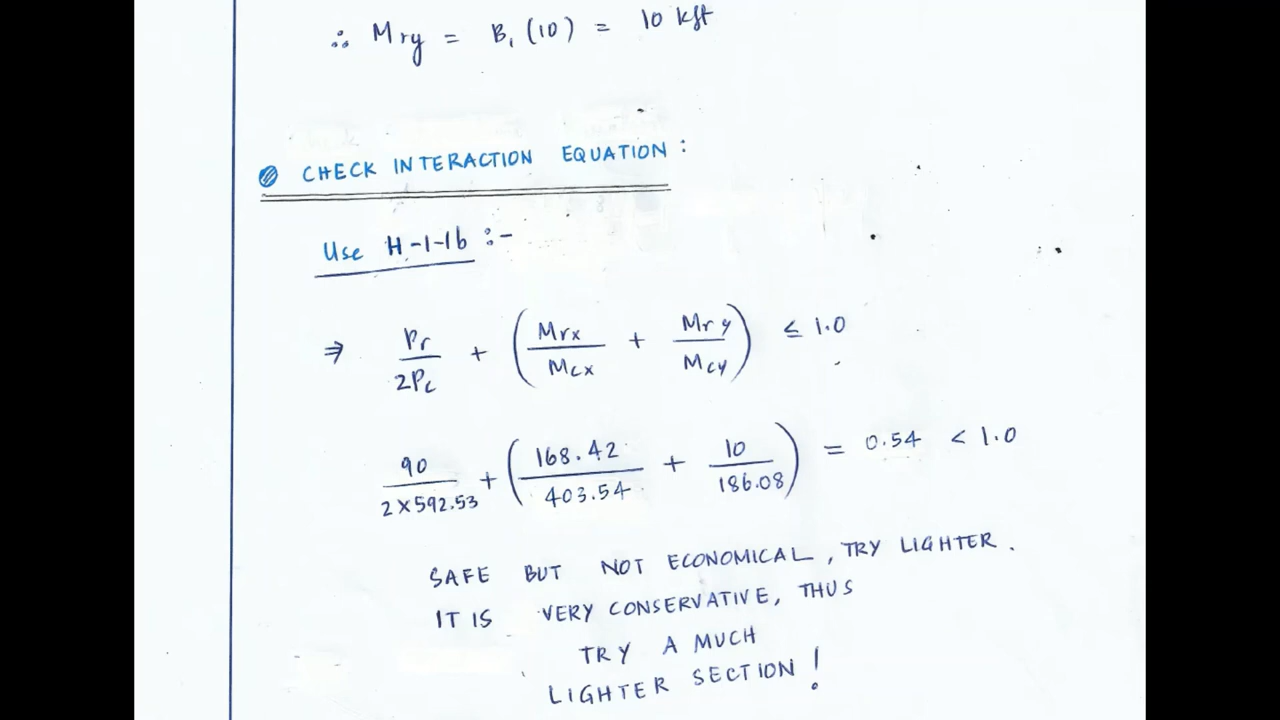 ∴ Mry = B₁ (10) = 10 kft
CHECK INTERACTION EQUATION :
Use H-1-1b :-
⇒ Pr/2Pc + (Mrx/Mcx + Mry/Mcy) ≤ 1.0
90/2×592.53 + (168.42/403.54 + 10/186.08) = 0.54 < 1.0
SAFE BUT NOT ECONOMICAL, TRY LIGHTER.
IT IS VERY CONSERVATIVE, THUS
TRY A MUCH
LIGHTER SECTION!